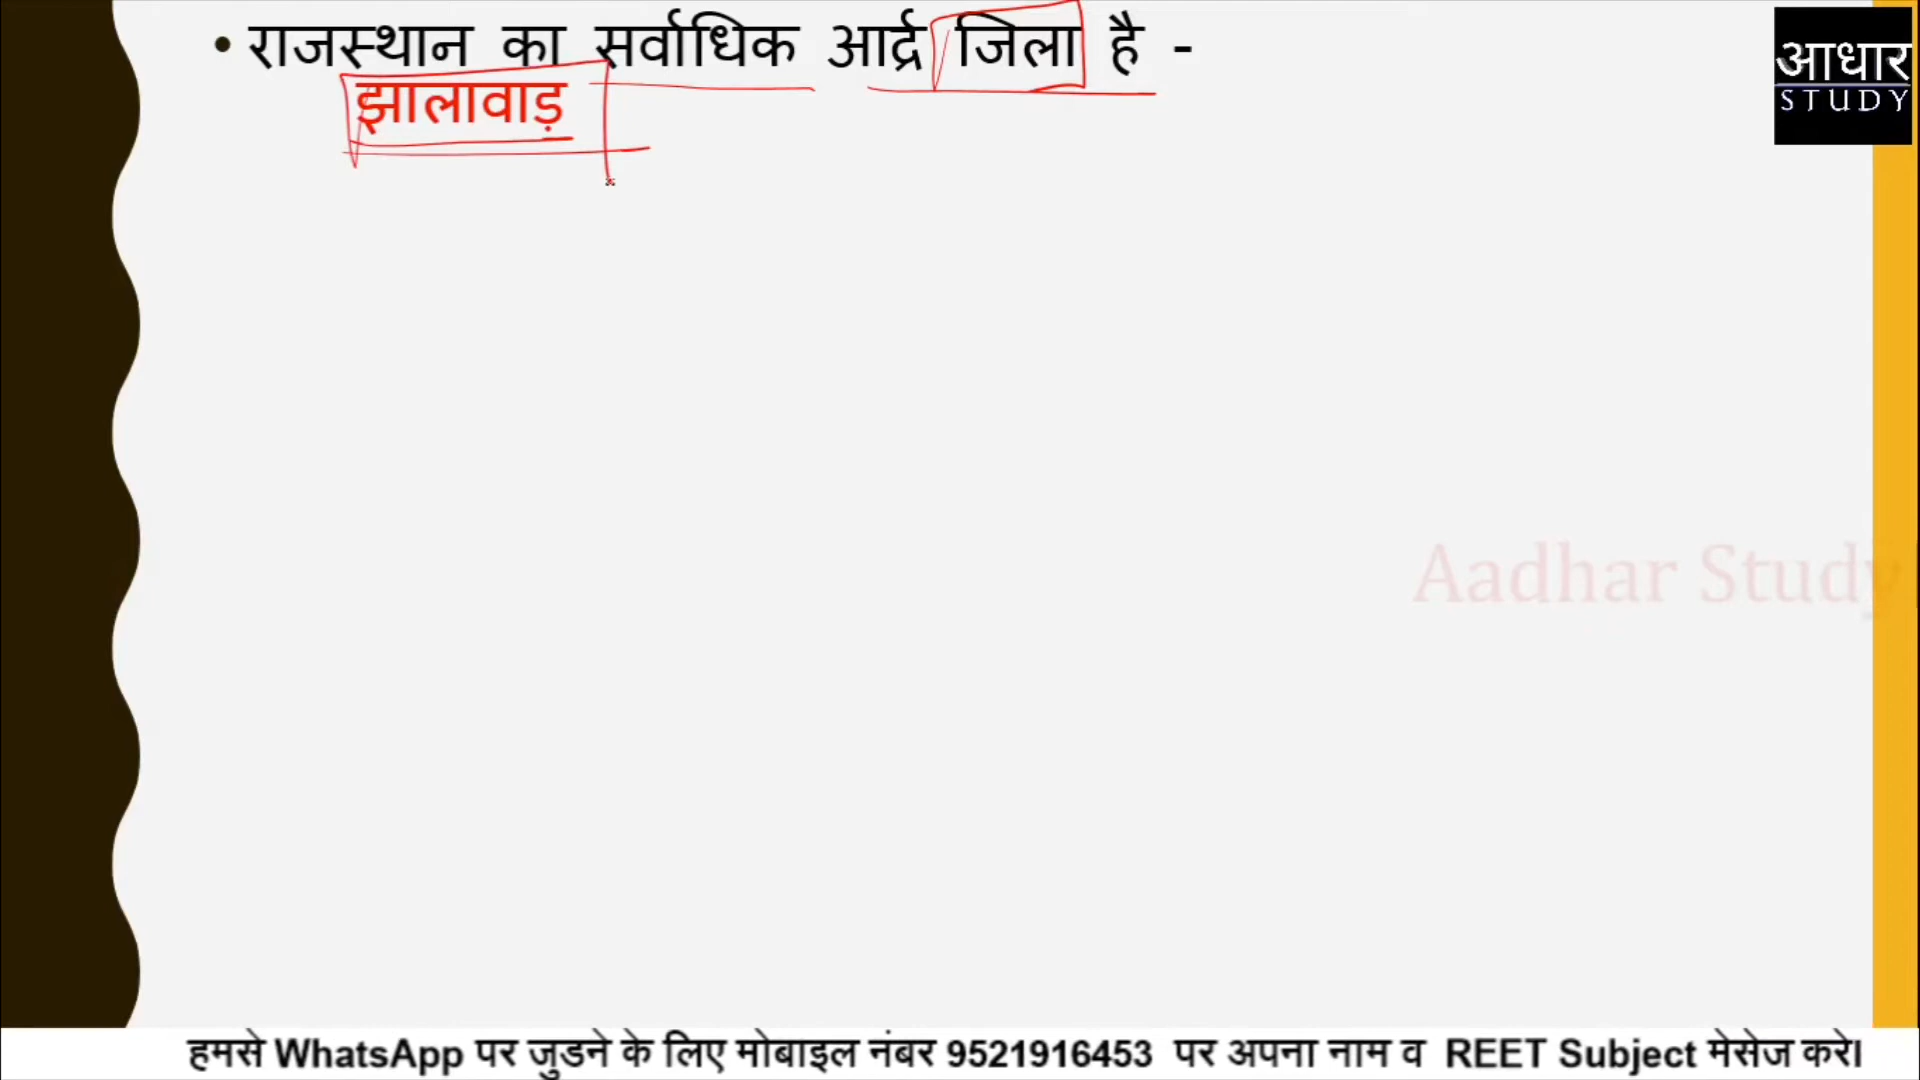 • राजस्थान का सर्वाधिक आर्द्र जिला है -
झालावाड़
आधार
STUDY
Aadhar Study
हमसे WhatsApp पर जुडने के लिए मोबाइल नंबर 9521916453 पर अपना नाम व REET Subject मेसेज करे।